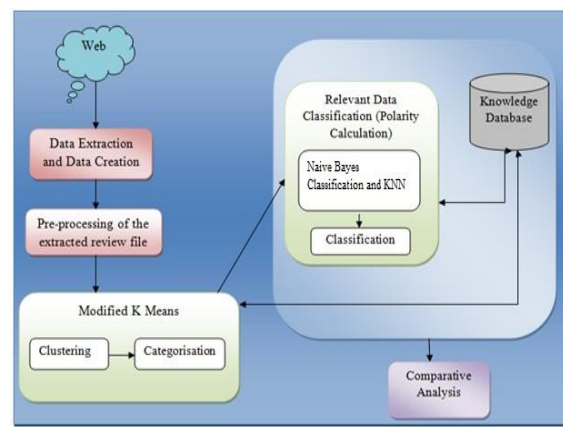 Web
Data Extraction
and Data Creation
Pre-processing of the
extracted review file
Modified K Means
Clustering
Categorisation
Relevant Data
Classification (Polarity
Calculation)
Naive Bayes
Classification and KNN
Classification
Knowledge
Database
Comparative
Analysis